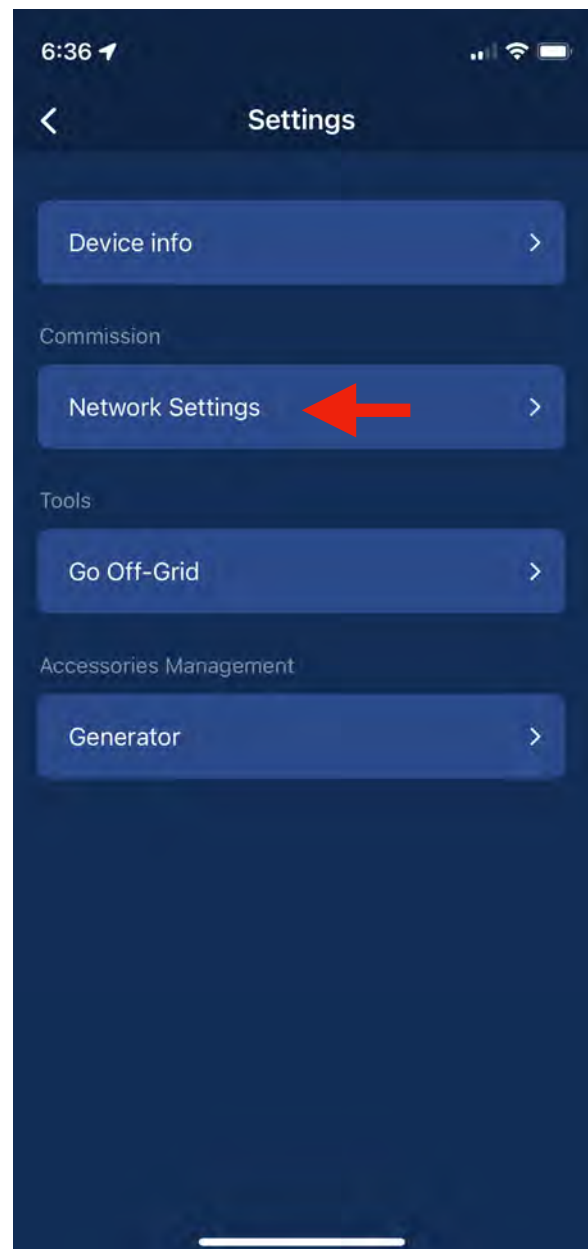 6:36
Settings
Device info
Commission
Network Settings
Tools
Go Off-Grid
Accessories Management
Generator